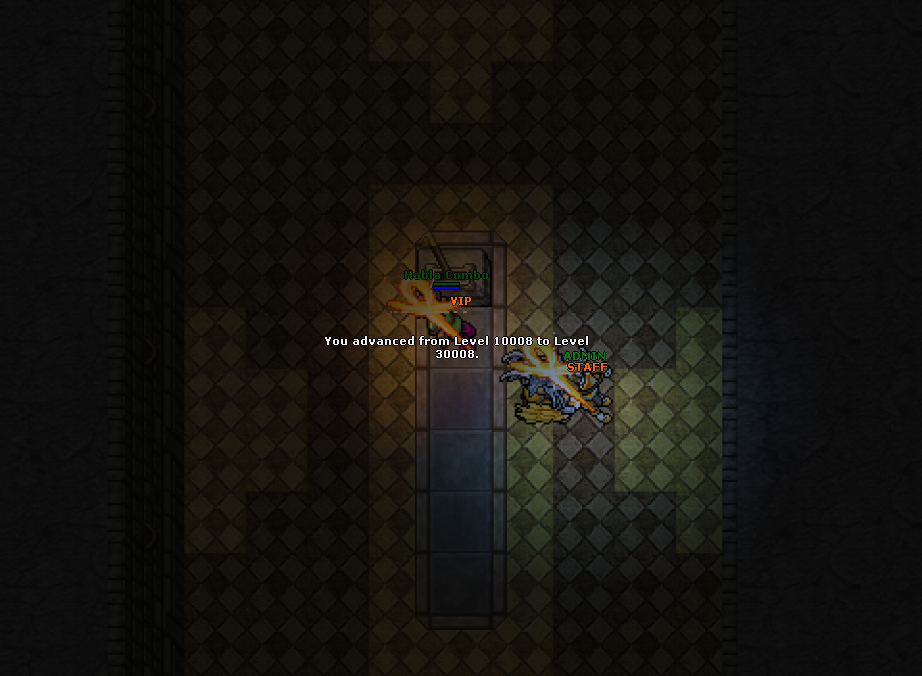 Habla Combo
VIP
You advanced from Level 10008 to Level
30008.
ADMIN
STAFF